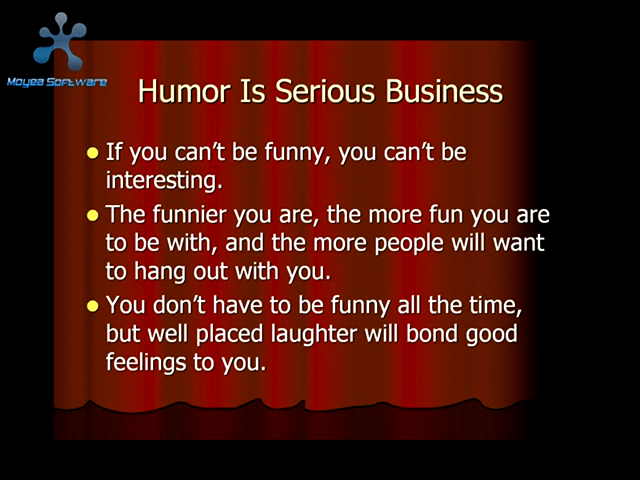 Moyea Software
Humor Is Serious Business
If you can't be funny, you can't be
interesting.
The funnier you are, the more fun you are
to be with, and the more people will want
to hang out with you.
You don't have to be funny all the time,
but well placed laughter will bond good
feelings to you.